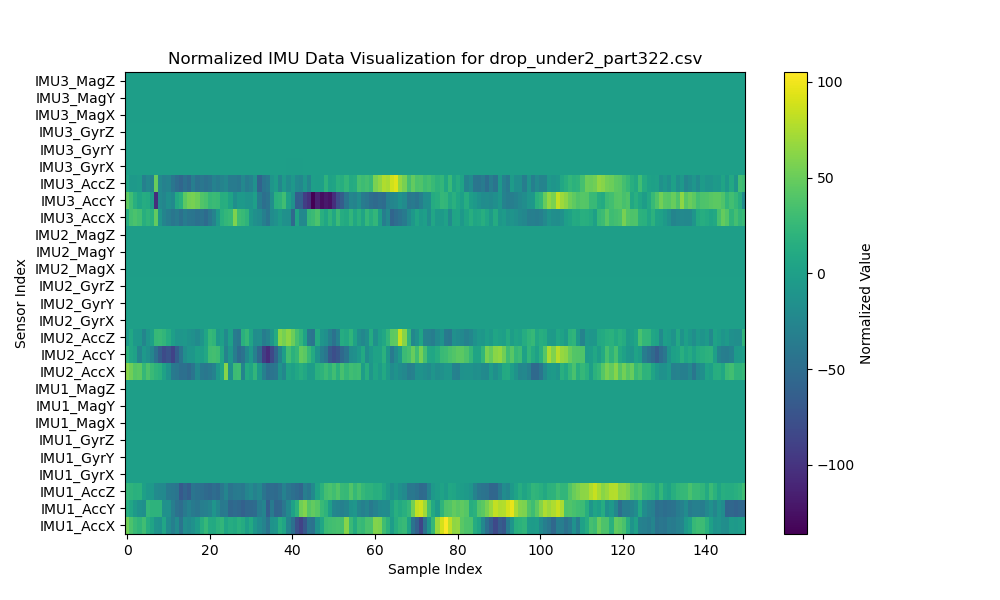 Normalized IMU Data Visualization for drop_under2_part322.csv
IMU3_MagZ
IMU3_MagY
IMU3_MagX
IMU3_GyrZ
IMU3_GyrY
IMU3_GyrX
IMU3_AccZ
IMU3_AccY
IMU3_AccX
IMU2_MagZ
IMU2_MagY
IMU2_MagX
IMU2_GyrZ
IMU2_GyrY
IMU2_GyrX
IMU2_AccZ
IMU2_AccY
IMU2_AccX
IMU1_MagZ
IMU1_MagY
IMU1_MagX
IMU1_GyrZ
IMU1_GyrY
IMU1_GyrX
IMU1_AccZ
IMU1_AccY
IMU1_AccX
Sensor Index
0 20 40 60 80 100 120 140
Sample Index
100
50
0
−50
−100
Normalized Value